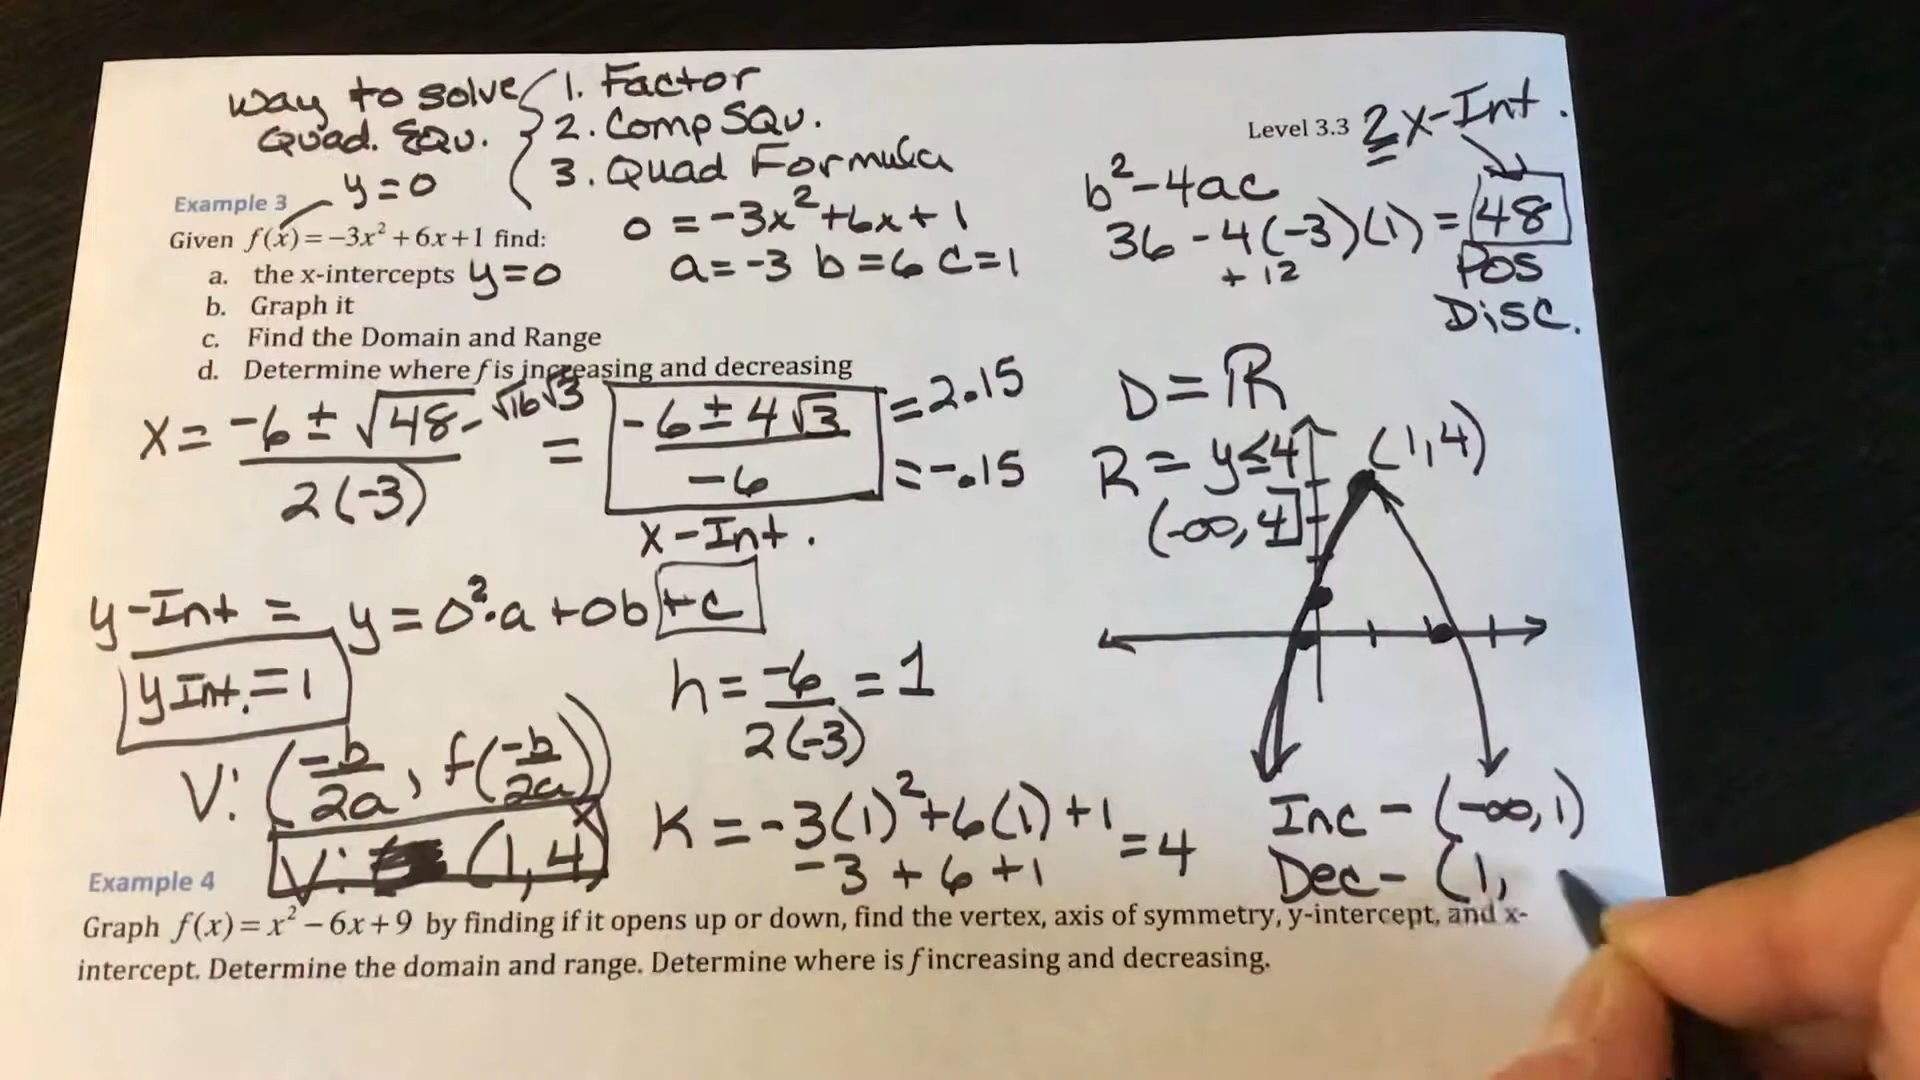 Way to solve { 1. Factor
Quad. EQU. 2. Comp SQU.
3. Quad Formula
Level 3.3 2 x-Int.
y=0
Example 3
Given f(x)=-3x²+6x+1 find:
a. the x-intercepts y=0
b. Graph it
c. Find the Domain and Range
d. Determine where f is increasing and decreasing
0 = -3x²+6x+1
a=-3 b=6 c=1
b²-4ac
36-4(-3)(1) = 48
+12
Pos
Disc.
x = (-6 ± √48)/(2(-3)) √16 √3 = (-6 ± 4√3)/(-6) = 2.15
= -.15
x-Int.
D = ℝ
R = y≤4
(-∞,4]
(1,4)
y-Int = y = 0²·a + 0b + c
y Int. = 1
h = -6/(2(-3)) = 1
V: (-b/2a, f(-b/2a))
V: (1,4)
K = -3(1)²+6(1)+1 = 4
-3+6+1
Inc - (-∞,1)
Dec - (1,
Example 4
Graph f(x)=x²-6x+9 by finding if it opens up or down, find the vertex, axis of symmetry, y-intercept, and x-
intercept. Determine the domain and range. Determine where is f increasing and decreasing.